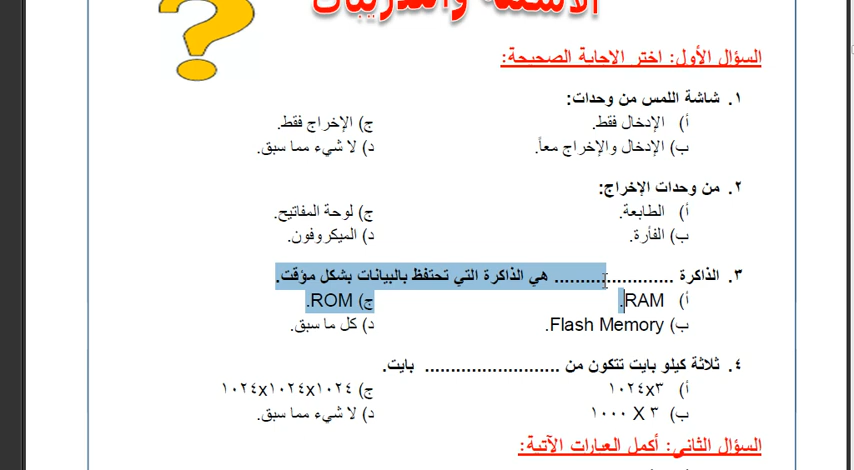 الأسئلة والتدريبات
السؤال الأول: اختر الإجابة الصحيحة:
١. شاشة اللمس من وحدات:
أ) الإدخال فقط. ج) الإخراج فقط.
ب) الإدخال والإخراج معاً. د) لا شيء مما سبق.
٢. من وحدات الإخراج:
أ) الطابعة. ج) لوحة المفاتيح.
ب) الفأرة. د) الميكروفون.
٣. الذاكرة ........................ هي الذاكرة التي تحتفظ بالبيانات بشكل مؤقت.
أ) RAM. ج) ROM.
ب) Flash Memory. د) كل ما سبق.
٤. ثلاثة كيلو بايت تتكون من ........................... بايت.
أ) ١٠٢٤x٣ ج) ١٠٢٤x١٠٢٤x١٠٢٤
ب) ٣ X ١٠٠٠ د) لا شيء مما سبق.
السؤال الثاني: أكمل العبارات الآتية: